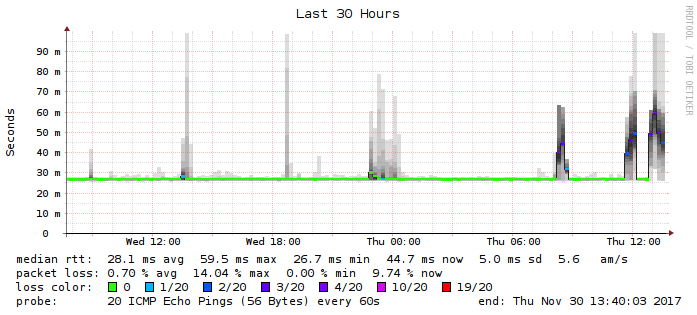 Last 30 Hours
RRDTOOL / TOBI OETIKER
Seconds
90 m
80 m
70 m
60 m
50 m
40 m
30 m
20 m
10 m
0
Wed 12:00 Wed 18:00 Thu 00:00 Thu 06:00 Thu 12:00
median rtt: 28.1 ms avg 59.5 ms max 26.7 ms min 44.7 ms now 5.0 ms sd 5.6 am/s
packet loss: 0.70 % avg 14.04 % max 0.00 % min 9.74 % now
loss color: 0 1/20 2/20 3/20 4/20 10/20 19/20
probe: 20 ICMP Echo Pings (56 Bytes) every 60s end: Thu Nov 30 13:40:03 2017